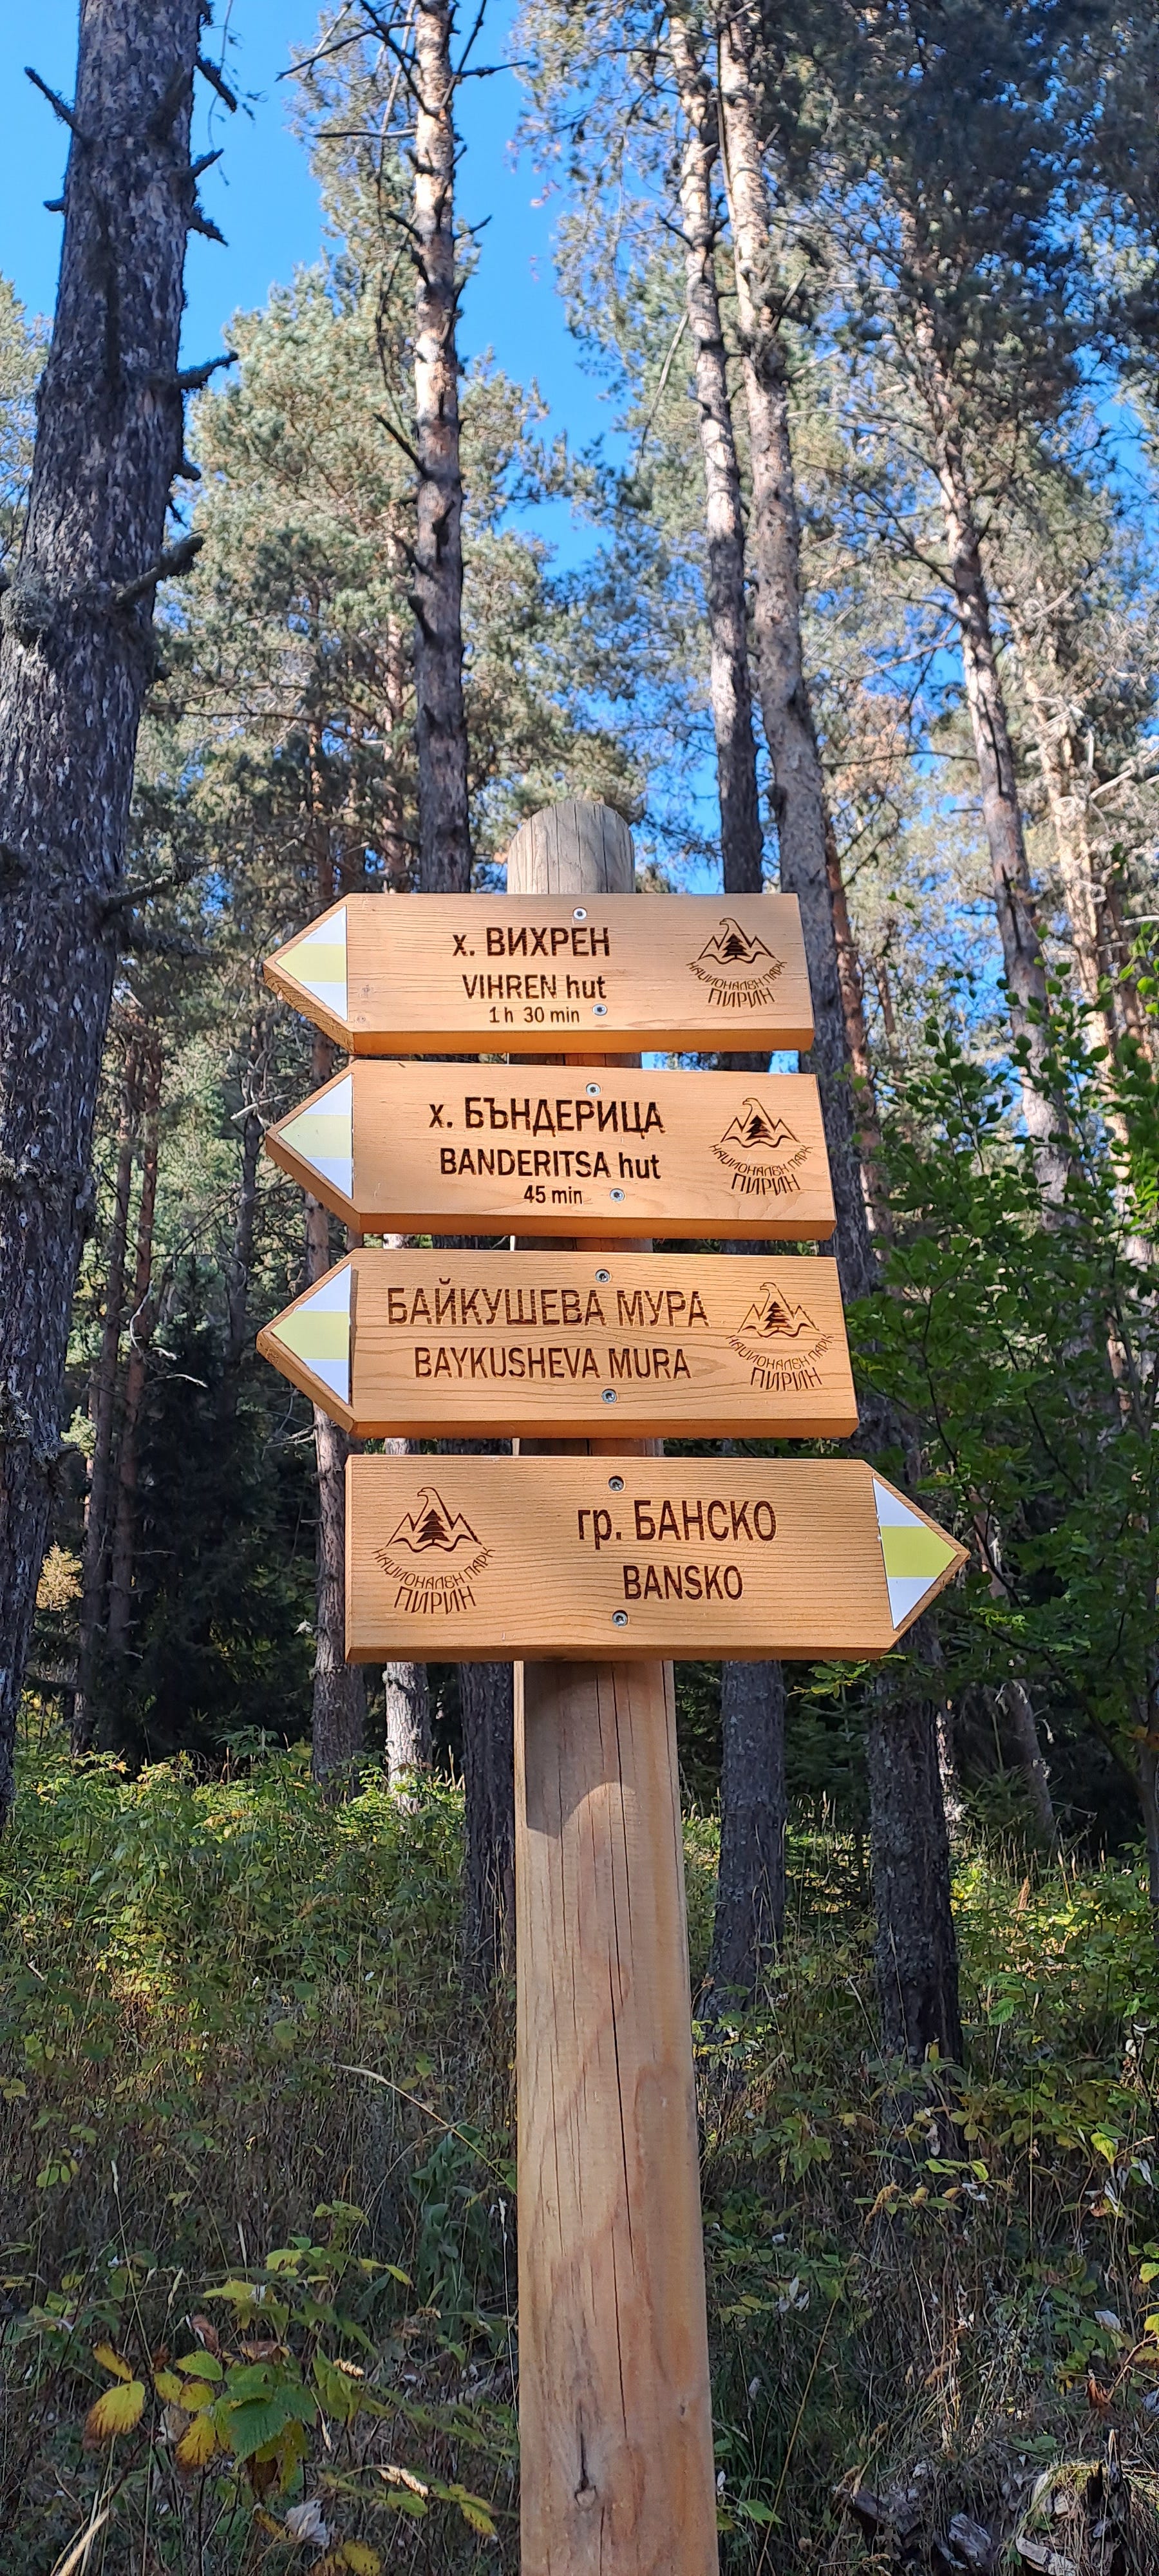 х. ВИХРЕН
VIHREN hut
1 h 30 min
НАЦИОНАЛЕН ПАРК
ПИРИН
х. БЪНДЕРИЦА
BANDERITSA hut
45 min
НАЦИОНАЛЕН ПАРК
ПИРИН
БАЙКУШЕВА МУРА
BAYKUSHEVA MURA
НАЦИОНАЛЕН ПАРК
ПИРИН
НАЦИОНАЛЕН ПАРК
ПИРИН
гр. БАНСКО
BANSKO